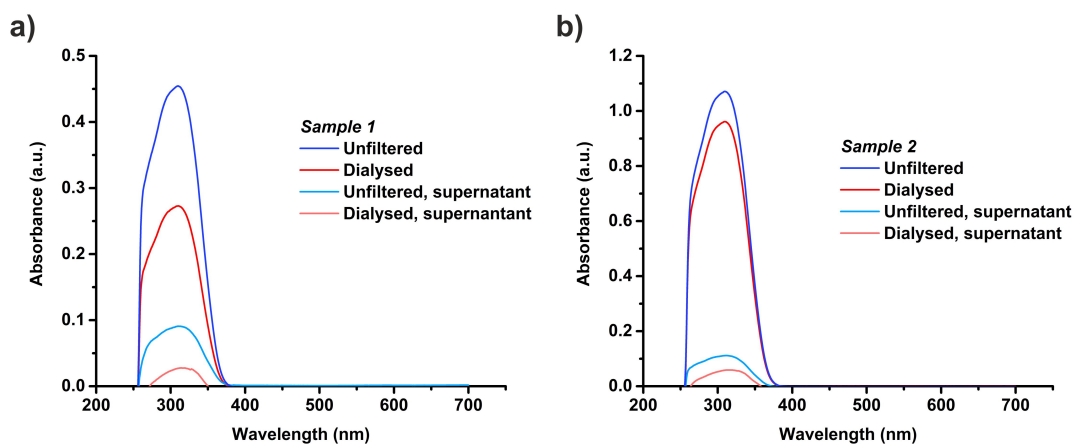 a)
0.5
0.4
0.3
0.2
0.1
0.0
Absorbance (a.u.)
200
300
400
500
600
700
Wavelength (nm)
Sample 1
Unfiltered
Dialysed
Unfiltered, supernatant
Dialysed, supernantant
b)
1.2
1.0
0.8
0.6
0.4
0.2
0.0
Absorbance (a.u.)
200
300
400
500
600
700
Wavelength (nm)
Sample 2
Unfiltered
Dialysed
Unfiltered, supernatant
Dialysed, supernatant